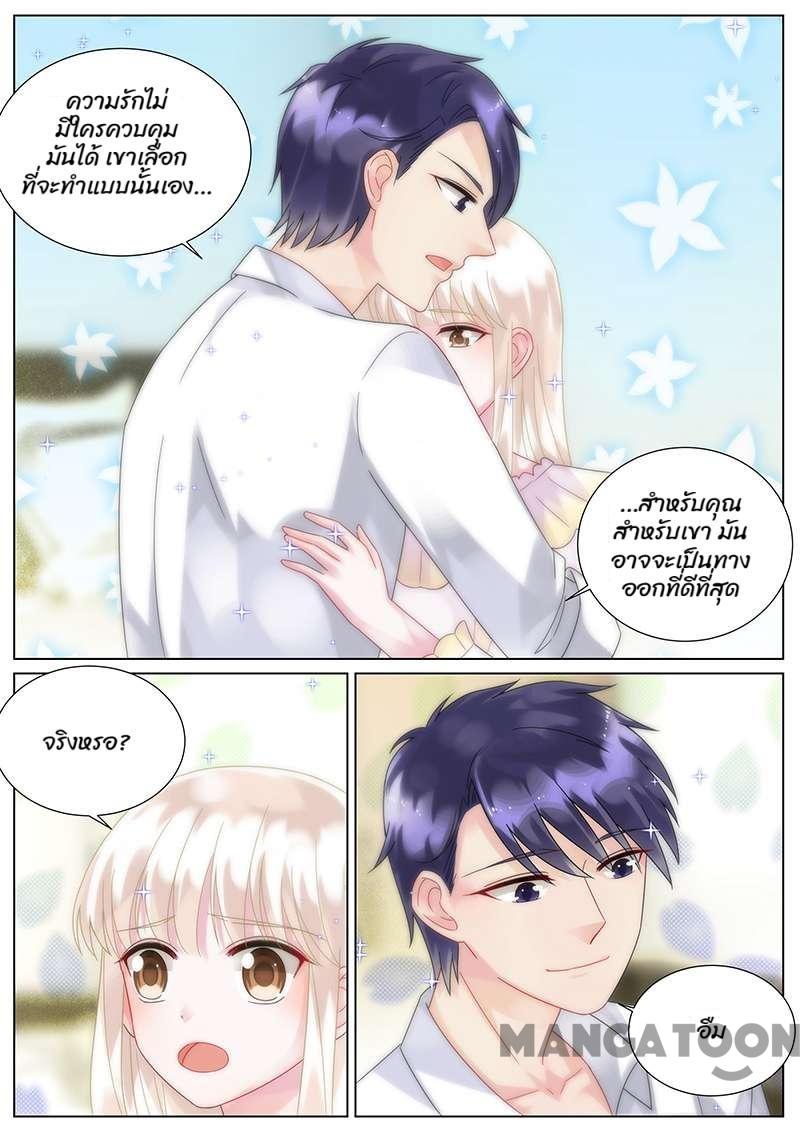 ความรักไม่
มีใครควบคุม
มันได้ เขาเลือก
ที่จะทำแบบนั้นเอง...
...สำหรับคุณ
สำหรับเขา มัน
อาจจะเป็นทาง
ออกที่ดีที่สุด
จริงหรอ?
อืม
MANGATOON